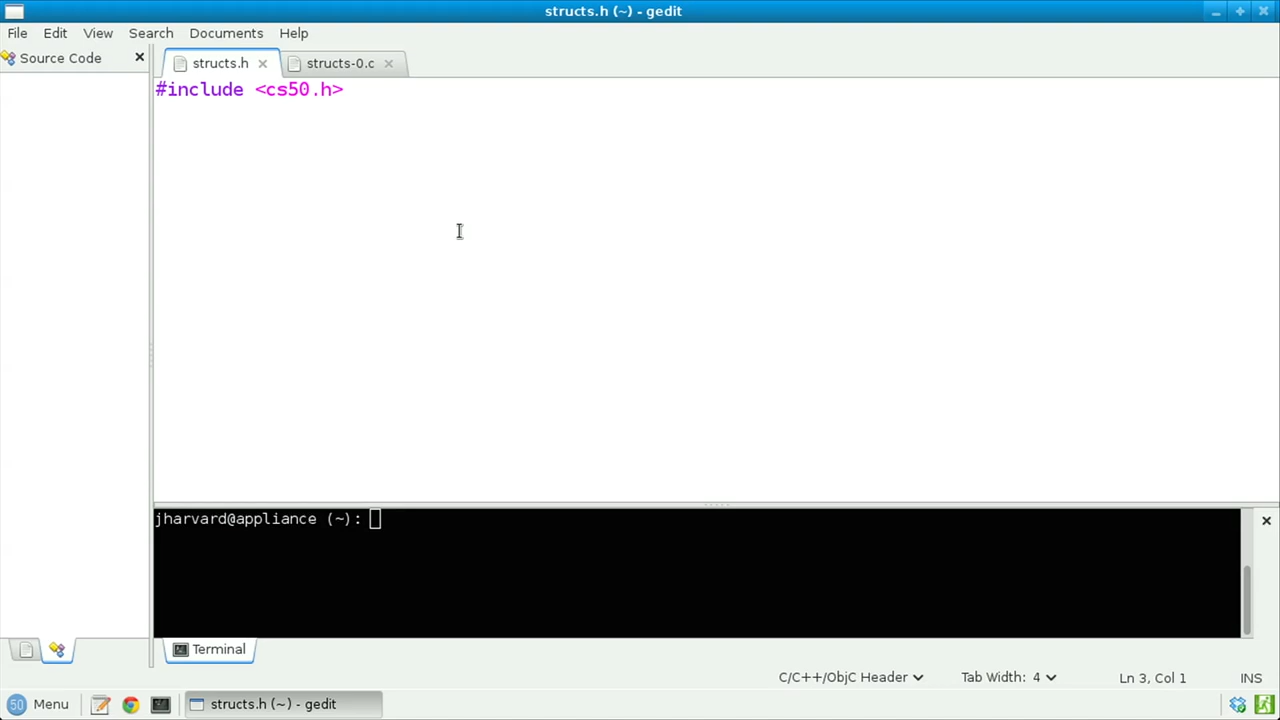 structs.h (~) - gedit
File Edit View Search Documents Help
Source Code
structs.h
structs-0.c
#include <cs50.h>
jharvard@appliance (~):
Terminal
C/C++/ObjC Header Tab Width: 4 Ln 3, Col 1 INS
50 Menu structs.h (~) - gedit